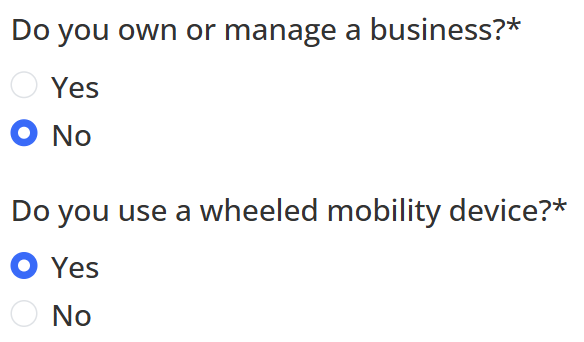 Do you own or manage a business?*
Yes
No
Do you use a wheeled mobility device?*
Yes
No